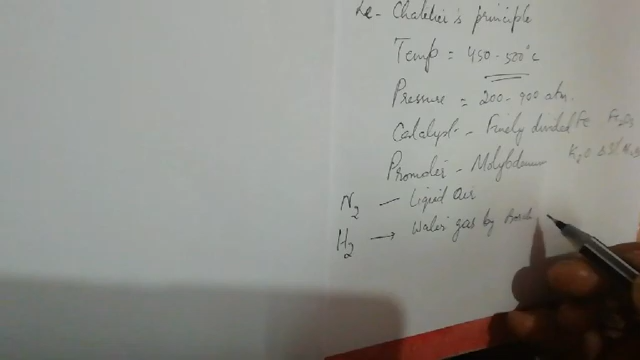 Le- Chatelier's principle
Temp = 450-500°c
Pressure = 200-900 atm.
Catalyst - Finely divided Fe
Promoter - Molybdenum K2O
N2 — Liquid air
H2 → Water gas by